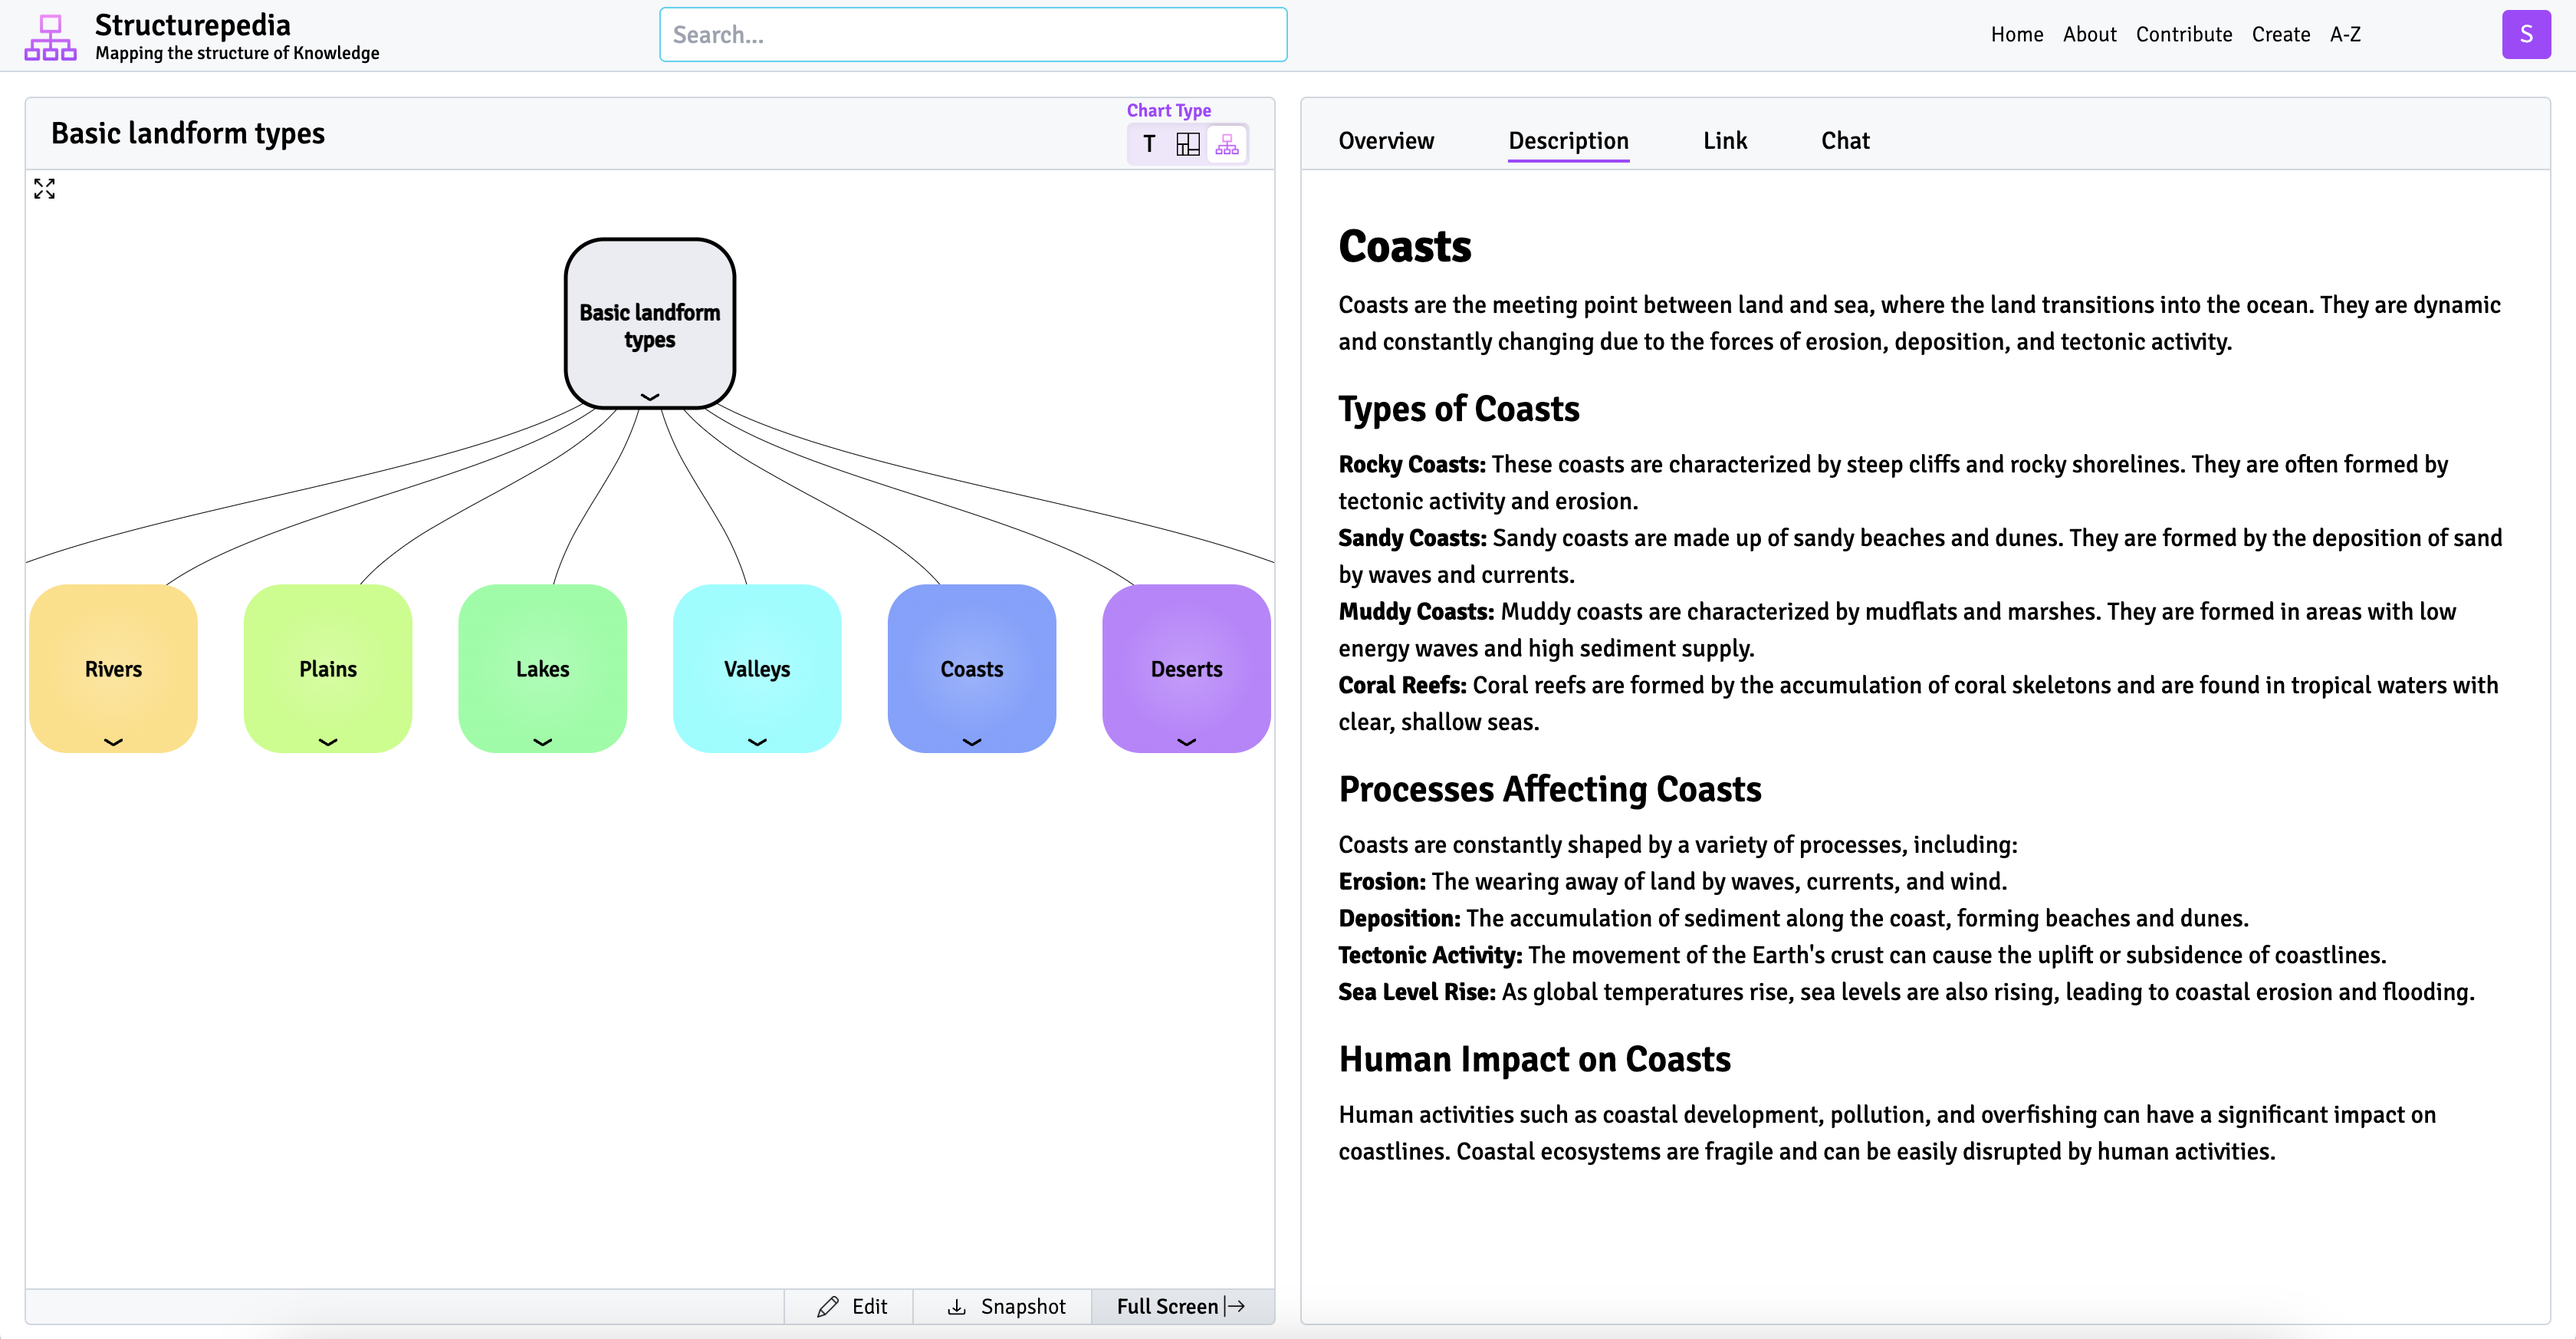 Structurepedia
Mapping the structure of Knowledge
Search...
Home About Contribute Create A-Z
S
Basic landform types
Chart Type
T
Basic landform
types
Rivers
Plains
Lakes
Valleys
Coasts
Deserts
Edit
Snapshot
Full Screen
Overview Description Link Chat
Coasts
Coasts are the meeting point between land and sea, where the land transitions into the ocean. They are dynamic
and constantly changing due to the forces of erosion, deposition, and tectonic activity.
Types of Coasts
Rocky Coasts: These coasts are characterized by steep cliffs and rocky shorelines. They are often formed by
tectonic activity and erosion.
Sandy Coasts: Sandy coasts are made up of sandy beaches and dunes. They are formed by the deposition of sand
by waves and currents.
Muddy Coasts: Muddy coasts are characterized by mudflats and marshes. They are formed in areas with low
energy waves and high sediment supply.
Coral Reefs: Coral reefs are formed by the accumulation of coral skeletons and are found in tropical waters with
clear, shallow seas.
Processes Affecting Coasts
Coasts are constantly shaped by a variety of processes, including:
Erosion: The wearing away of land by waves, currents, and wind.
Deposition: The accumulation of sediment along the coast, forming beaches and dunes.
Tectonic Activity: The movement of the Earth's crust can cause the uplift or subsidence of coastlines.
Sea Level Rise: As global temperatures rise, sea levels are also rising, leading to coastal erosion and flooding.
Human Impact on Coasts
Human activities such as coastal development, pollution, and overfishing can have a significant impact on
coastlines. Coastal ecosystems are fragile and can be easily disrupted by human activities.